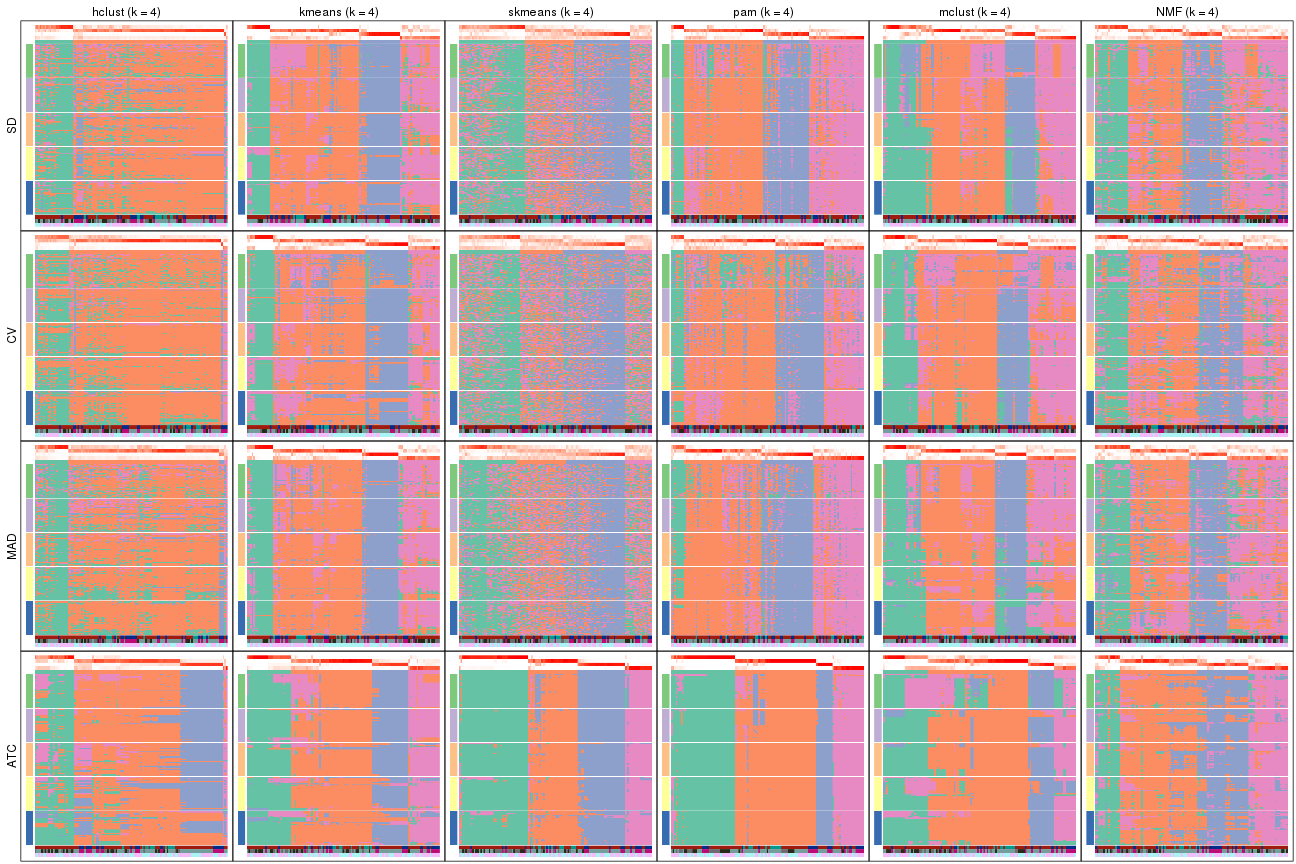 hclust (k = 4) kmeans (k = 4) skmeans (k = 4) pam (k = 4) mclust (k = 4) NMF (k = 4)
SD
CV
MAD
ATC